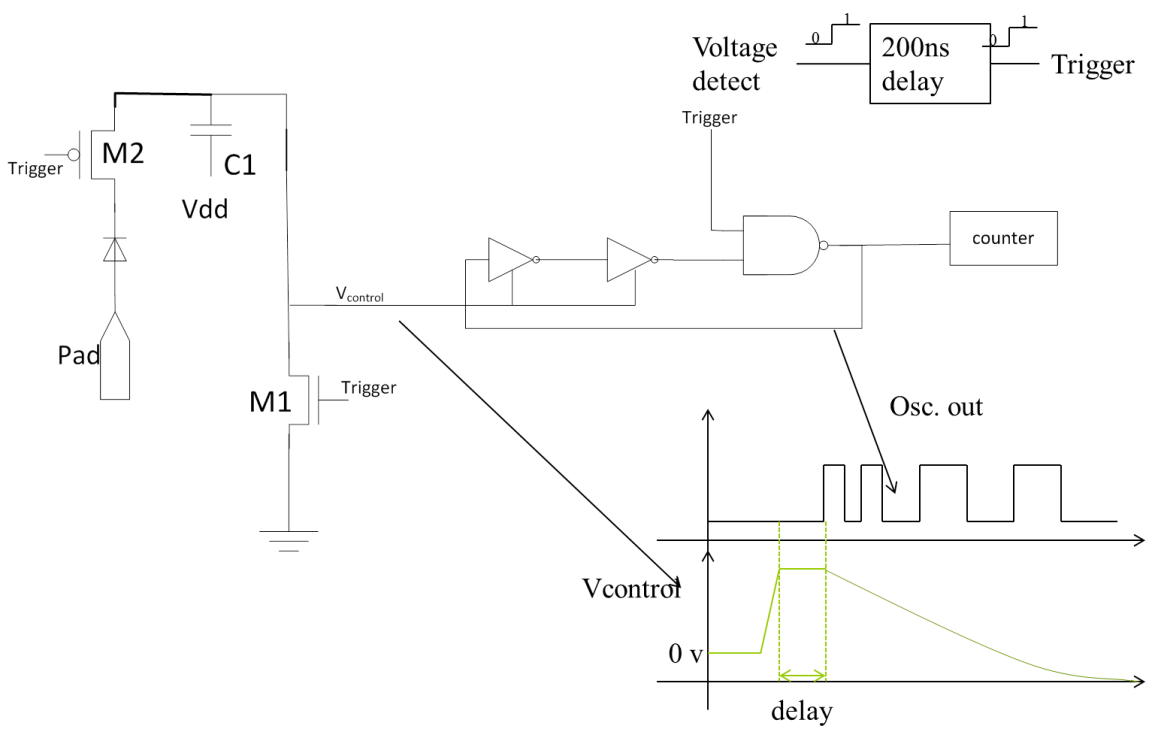 0 1
0 1
Voltage
detect
200ns
delay
Trigger
Trigger
Trigger
M2
C1
Vdd
counter
Vcontrol
Pad
M1
Trigger
Osc. out
Vcontrol
0 v
delay